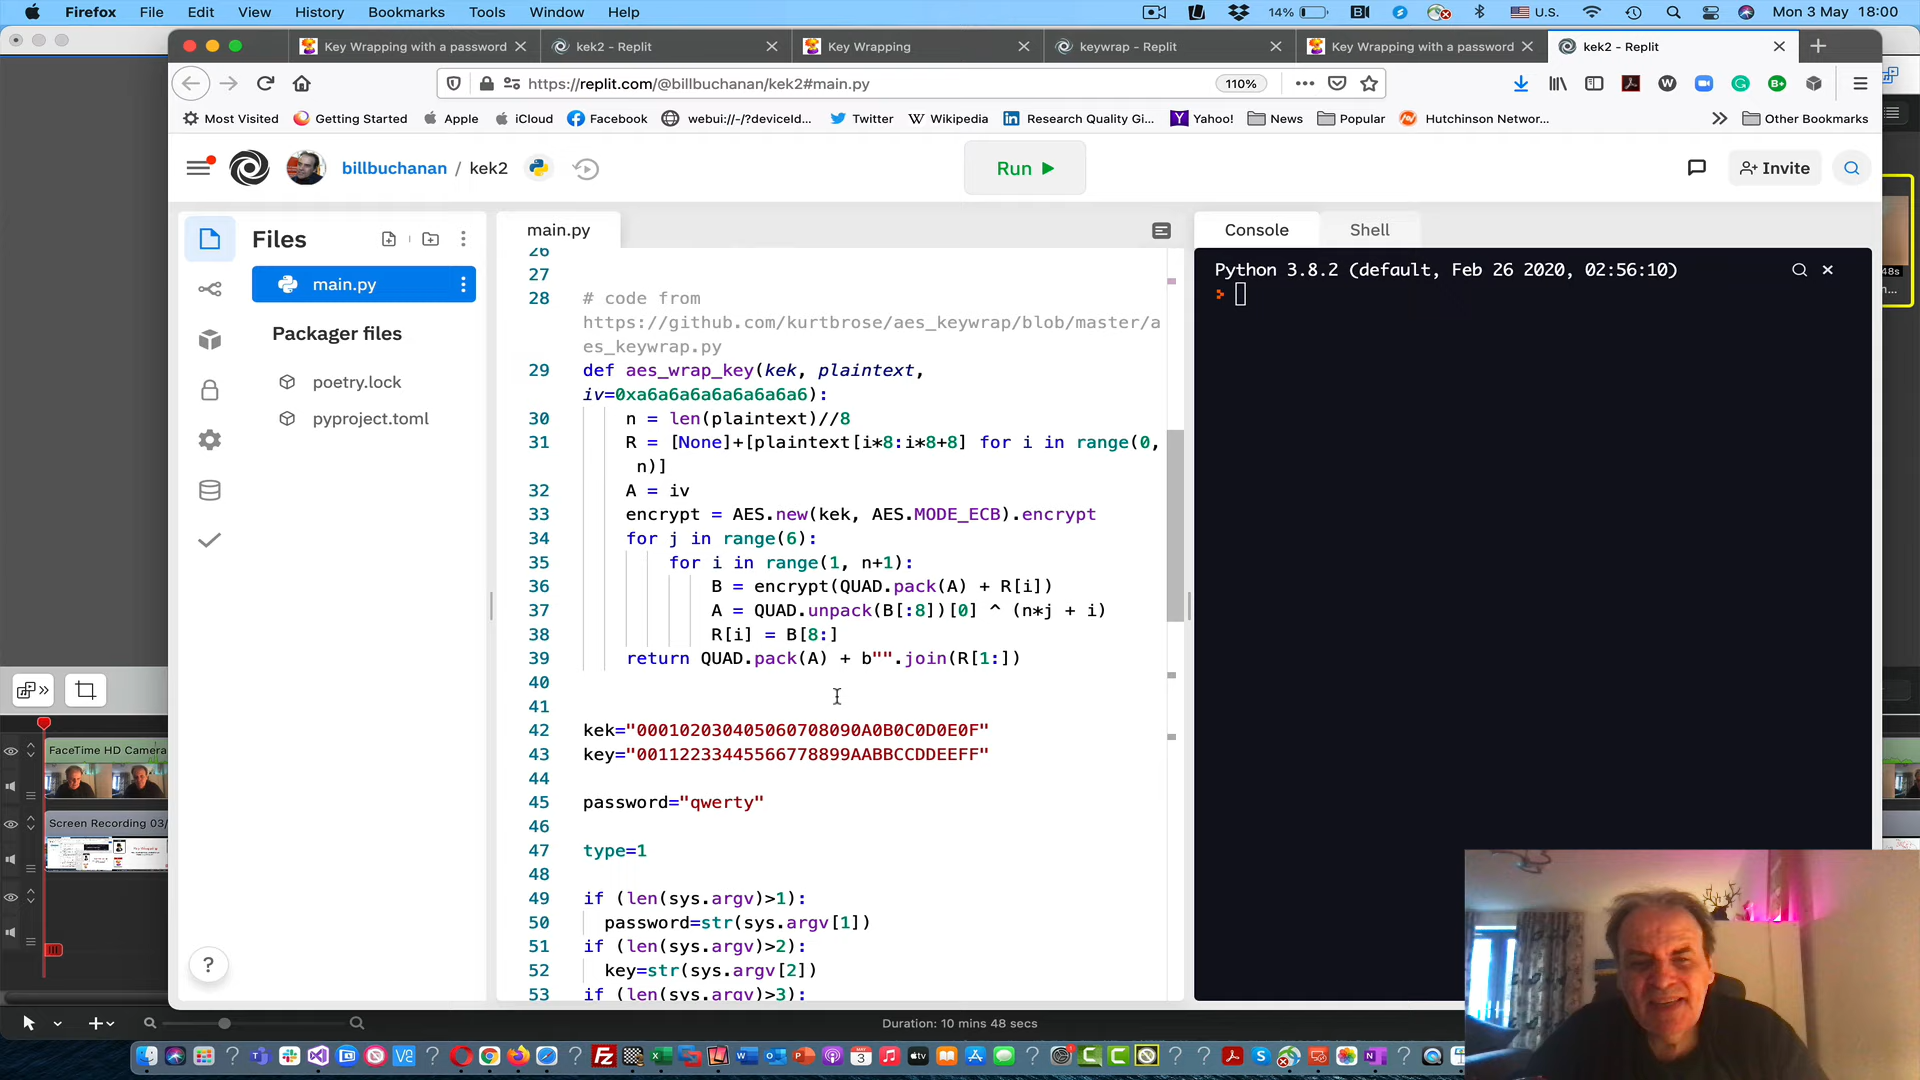 Firefox File Edit View History Bookmarks Tools Window Help 14% U.S. Mon 3 May 18:00
Key Wrapping with a password
kek2 - Replit
Key Wrapping
keywrap - Replit
Key Wrapping with a password
kek2 - Replit
https://replit.com/@billbuchanan/kek2#main.py
110%
Most Visited Getting Started Apple iCloud Facebook webui://-/?deviceId... Twitter Wikipedia Research Quality Gi... Yahoo! News Popular Hutchinson Networ... Other Bookmarks
billbuchanan / kek2
Run
Invite
Files
main.py
Packager files
poetry.lock
pyproject.toml
main.py
26
27
28 # code from
https://github.com/kurtbrose/aes_keywrap/blob/master/a
es_keywrap.py
29 def aes_wrap_key(kek, plaintext,
iv=0xa6a6a6a6a6a6a6a6):
30 n = len(plaintext)//8
31 R = [None]+[plaintext[i*8:i*8+8] for i in range(0,
n)]
32 A = iv
33 encrypt = AES.new(kek, AES.MODE_ECB).encrypt
34 for j in range(6):
35 for i in range(1, n+1):
36 B = encrypt(QUAD.pack(A) + R[i])
37 A = QUAD.unpack(B[:8])[0] ^ (n*j + i)
38 R[i] = B[8:]
39 return QUAD.pack(A) + b"".join(R[1:])
40
41
42 kek="000102030405060708090A0B0C0D0E0F"
43 key="00112233445566778899AABBCCDDEEFF"
44
45 password="qwerty"
46
47 type=1
48
49 if (len(sys.argv)>1):
50 password=str(sys.argv[1])
51 if (len(sys.argv)>2):
52 key=str(sys.argv[2])
53 if (len(sys.argv)>3):
Console
Shell
Python 3.8.2 (default, Feb 26 2020, 02:56:10)
48s
FaceTime HD Camera
Screen Recording 03/
Duration: 10 mins 48 secs